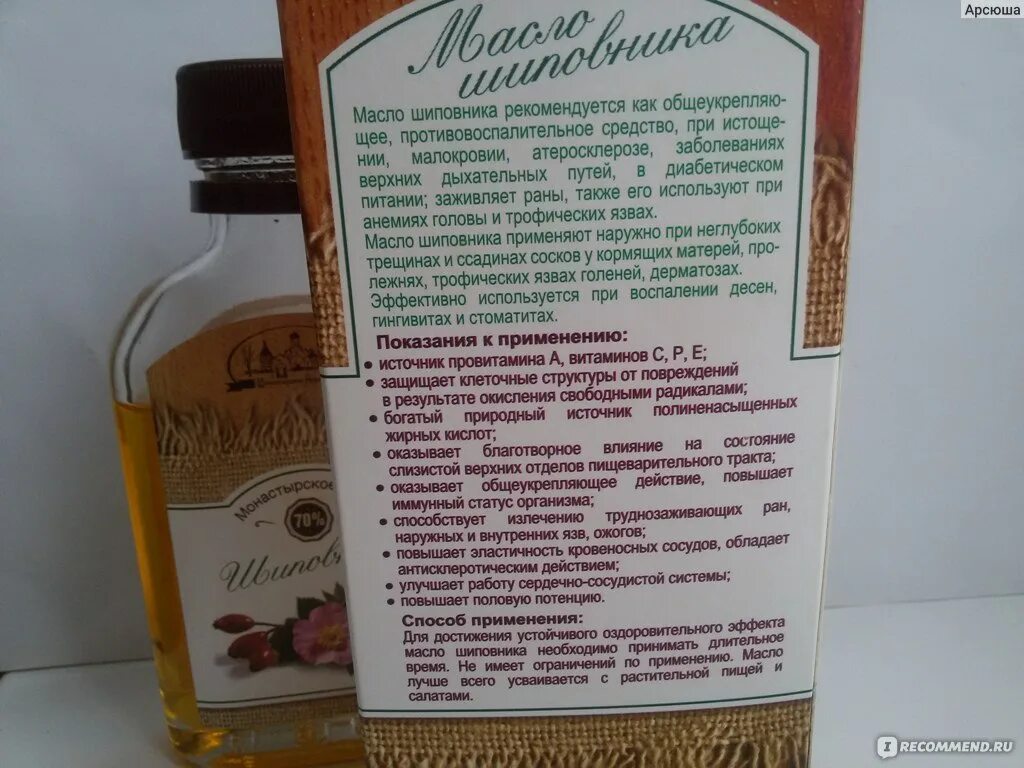 Арсюша
Масло
шиповника
Масло шиповника рекомендуется как общеукрепляю-
щее, противовоспалительное средство, при истоще-
нии, малокровии, атеросклерозе, заболеваниях
верхних дыхательных путей, в диабетическом
питании; заживляет раны, также его используют при
анемиях головы и трофических язвах.
Масло шиповника применяют наружно при неглубоких
трещинах и ссадинах сосков у кормящих матерей, про-
лежнях, трофических язвах голеней, дерматозах.
Эффективно используется при воспалении десен,
гингивитах и стоматитах.
Показания к применению:
• источник провитамина А, витаминов С, Р, Е;
• защищает клеточные структуры от повреждений
в результате окисления свободными радикалами;
• богатый природный источник полиненасыщенных
жирных кислот;
• оказывает благотворное влияние на состояние
слизистой верхних отделов пищеварительного тракта;
• оказывает общеукрепляющее действие, повышает
иммунный статус организма;
• способствует излечению труднозаживающих ран,
наружных и внутренних язв, ожогов;
• повышает эластичность кровеносных сосудов, обладает
антисклеротическим действием;
• улучшает работу сердечно-сосудистой системы;
• повышает половую потенцию.
Способ применения:
Для достижения устойчивого оздоровительного эффекта
масло шиповника необходимо принимать длительное
время. Не имеет ограничений по применению. Масло
лучше всего усваивается с растительной пищей и
салатами.
Монастырское
70%
Шиповн
IRECOMMEND.RU